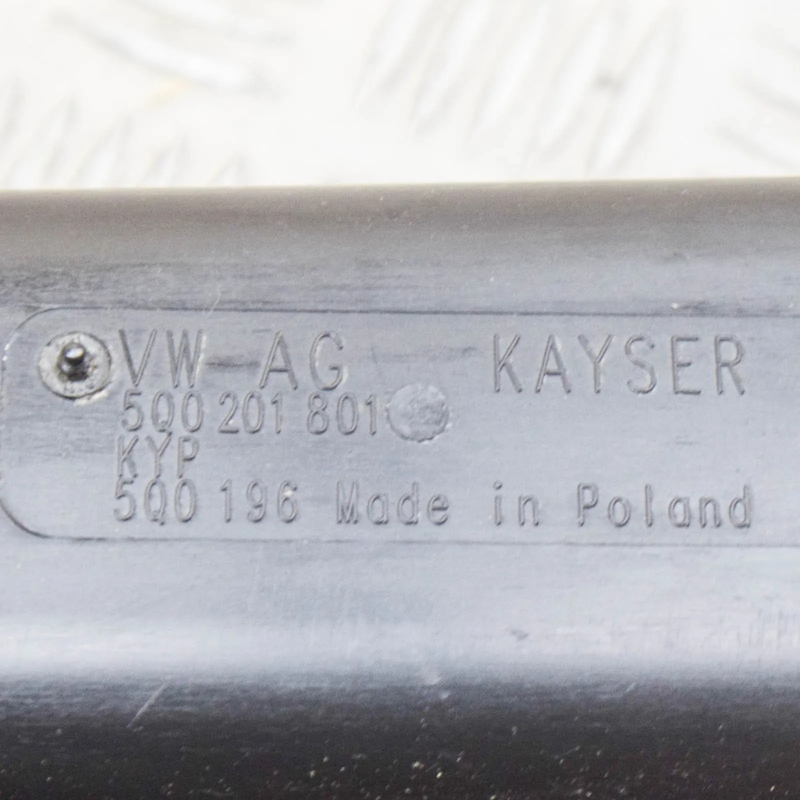 VW AG KAYSER
5Q0 201 801
KYP
5Q0 196 Made in Poland